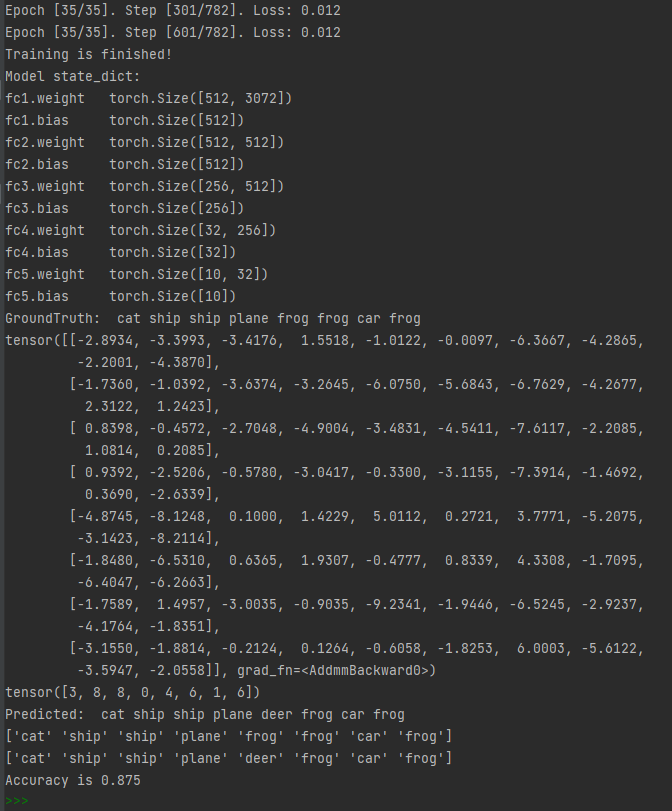 Epoch [35/35]. Step [301/782]. Loss: 0.012
Epoch [35/35]. Step [601/782]. Loss: 0.012
Training is finished!
Model state_dict:
fc1.weight   torch.Size([512, 3072])
fc1.bias   torch.Size([512])
fc2.weight   torch.Size([512, 512])
fc2.bias   torch.Size([512])
fc3.weight   torch.Size([256, 512])
fc3.bias   torch.Size([256])
fc4.weight   torch.Size([32, 256])
fc4.bias   torch.Size([32])
fc5.weight   torch.Size([10, 32])
fc5.bias   torch.Size([10])
GroundTruth:  cat ship ship plane frog frog car frog
tensor([[-2.8934, -3.3993, -3.4176,  1.5518, -1.0122, -0.0097, -6.3667, -4.2865,
         -2.2001, -4.3870],
        [-1.7360, -1.0392, -3.6374, -3.2645, -6.0750, -5.6843, -6.7629, -4.2677,
          2.3122,  1.2423],
        [ 0.8398, -0.4572, -2.7048, -4.9004, -3.4831, -4.5411, -7.6117, -2.2085,
          1.0814,  0.2085],
        [ 0.9392, -2.5206, -0.5780, -3.0417, -0.3300, -3.1155, -7.3914, -1.4692,
          0.3690, -2.6339],
        [-4.8745, -8.1248,  0.1000,  1.4229,  5.0112,  0.2721,  3.7771, -5.2075,
         -3.1423, -8.2114],
        [-1.8480, -6.5310,  0.6365,  1.9307, -0.4777,  0.8339,  4.3308, -1.7095,
         -6.4047, -6.2663],
        [-1.7589,  1.4957, -3.0035, -0.9035, -9.2341, -1.9446, -6.5245, -2.9237,
         -4.1764, -1.8351],
        [-3.1550, -1.8814, -0.2124,  0.1264, -0.6058, -1.8253,  6.0003, -5.6122,
         -3.5947, -2.0558]], grad_fn=<AddmmBackward0>)
tensor([3, 8, 8, 0, 4, 6, 1, 6])
Predicted:  cat ship ship plane deer frog car frog
['cat' 'ship' 'ship' 'plane' 'frog' 'frog' 'car' 'frog']
['cat' 'ship' 'ship' 'plane' 'deer' 'frog' 'car' 'frog']
Accuracy is 0.875
>>>